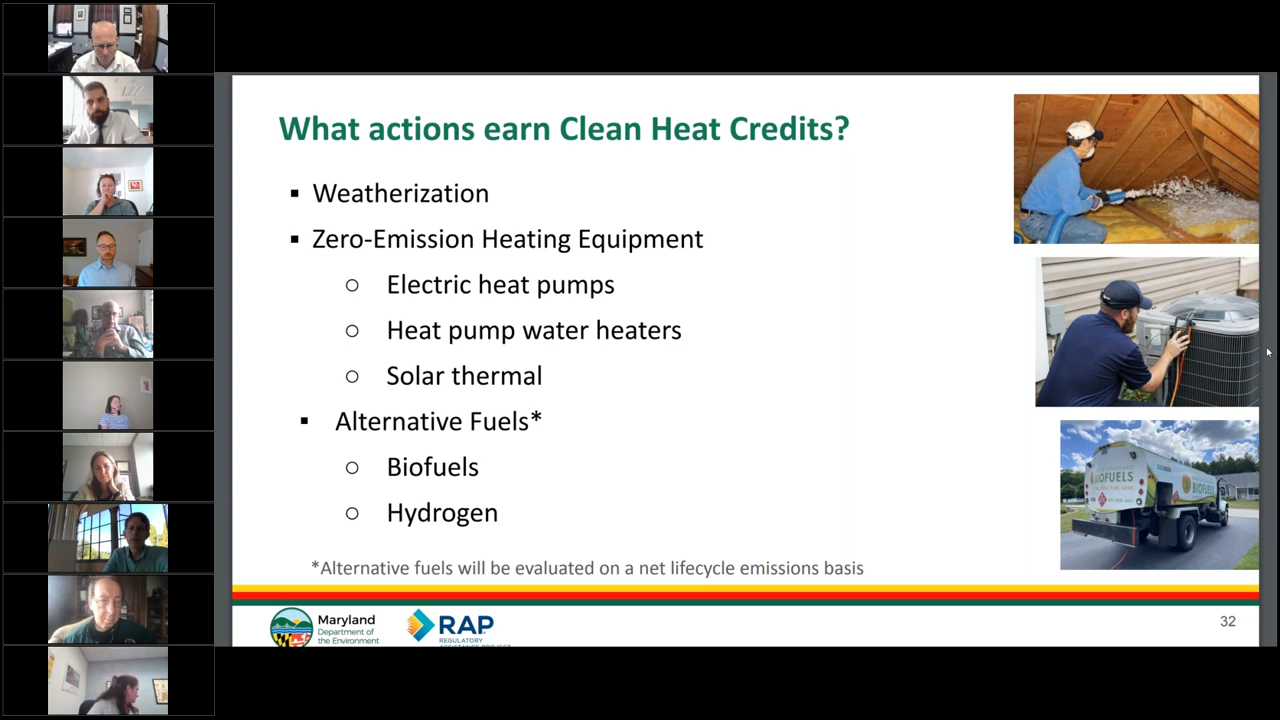 What actions earn Clean Heat Credits?
▪ Weatherization
▪ Zero-Emission Heating Equipment
○ Electric heat pumps
○ Heat pump water heaters
○ Solar thermal
▪ Alternative Fuels*
○ Biofuels
○ Hydrogen
BIOFUELS
BIOFUELS
*Alternative fuels will be evaluated on a net lifecycle emissions basis
Maryland
Department of
the Environment
RAP
REGULATORY
ASSISTANCE PROJECT
32